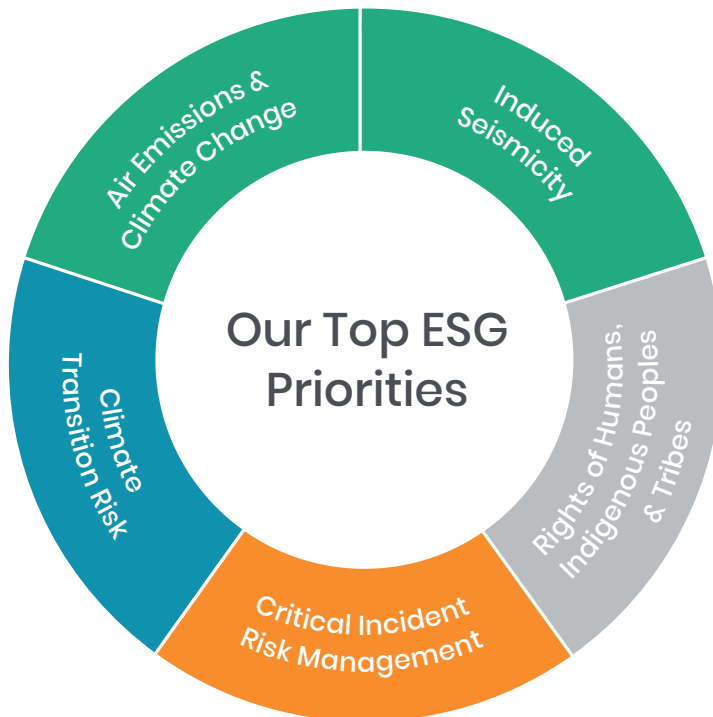 Our Top ESG
Priorities
Air Emissions &
Climate Change
Induced
Seismicity
Rights of Humans,
Indigenous Peoples
& Tribes
Critical Incident
Risk Management
Climate
Transition Risk